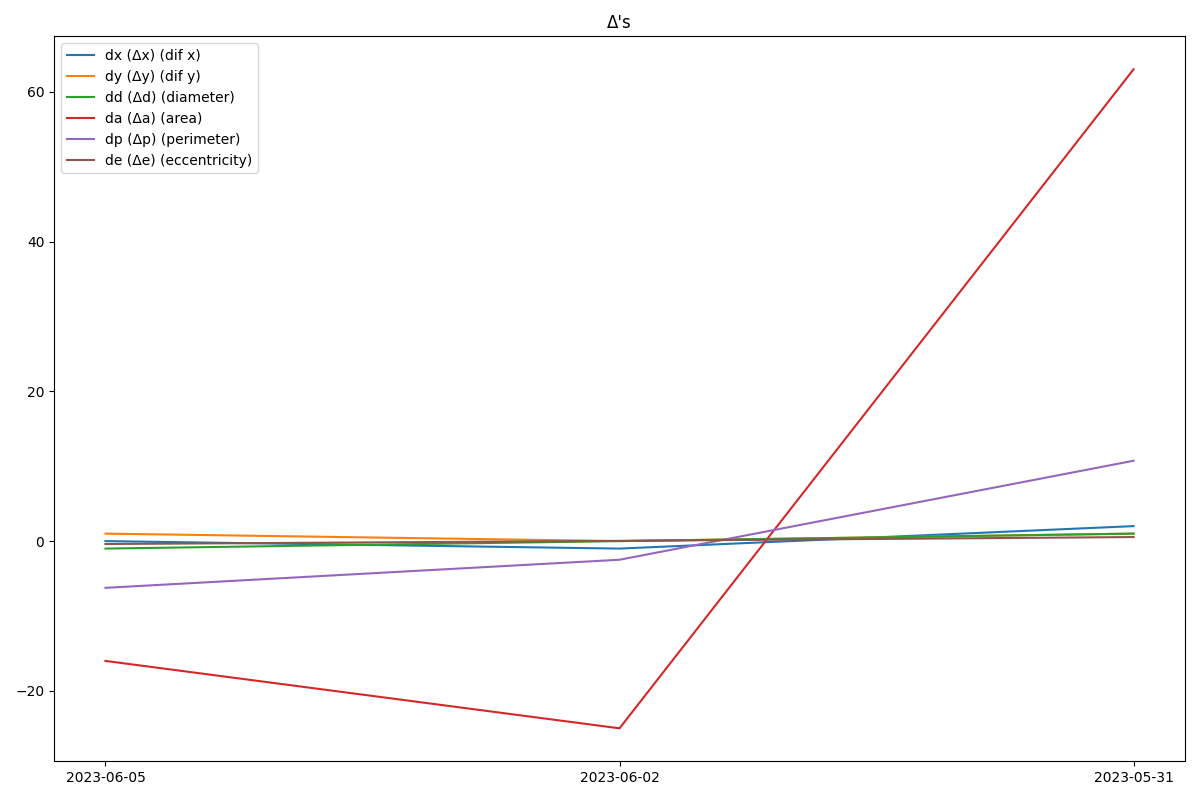 Δ's
dx (Δx) (dif x)
dy (Δy) (dif y)
dd (Δd) (diameter)
da (Δa) (area)
dp (Δp) (perimeter)
de (Δe) (eccentricity)
60
40
20
0
−20
2023-06-05
2023-06-02
2023-05-31